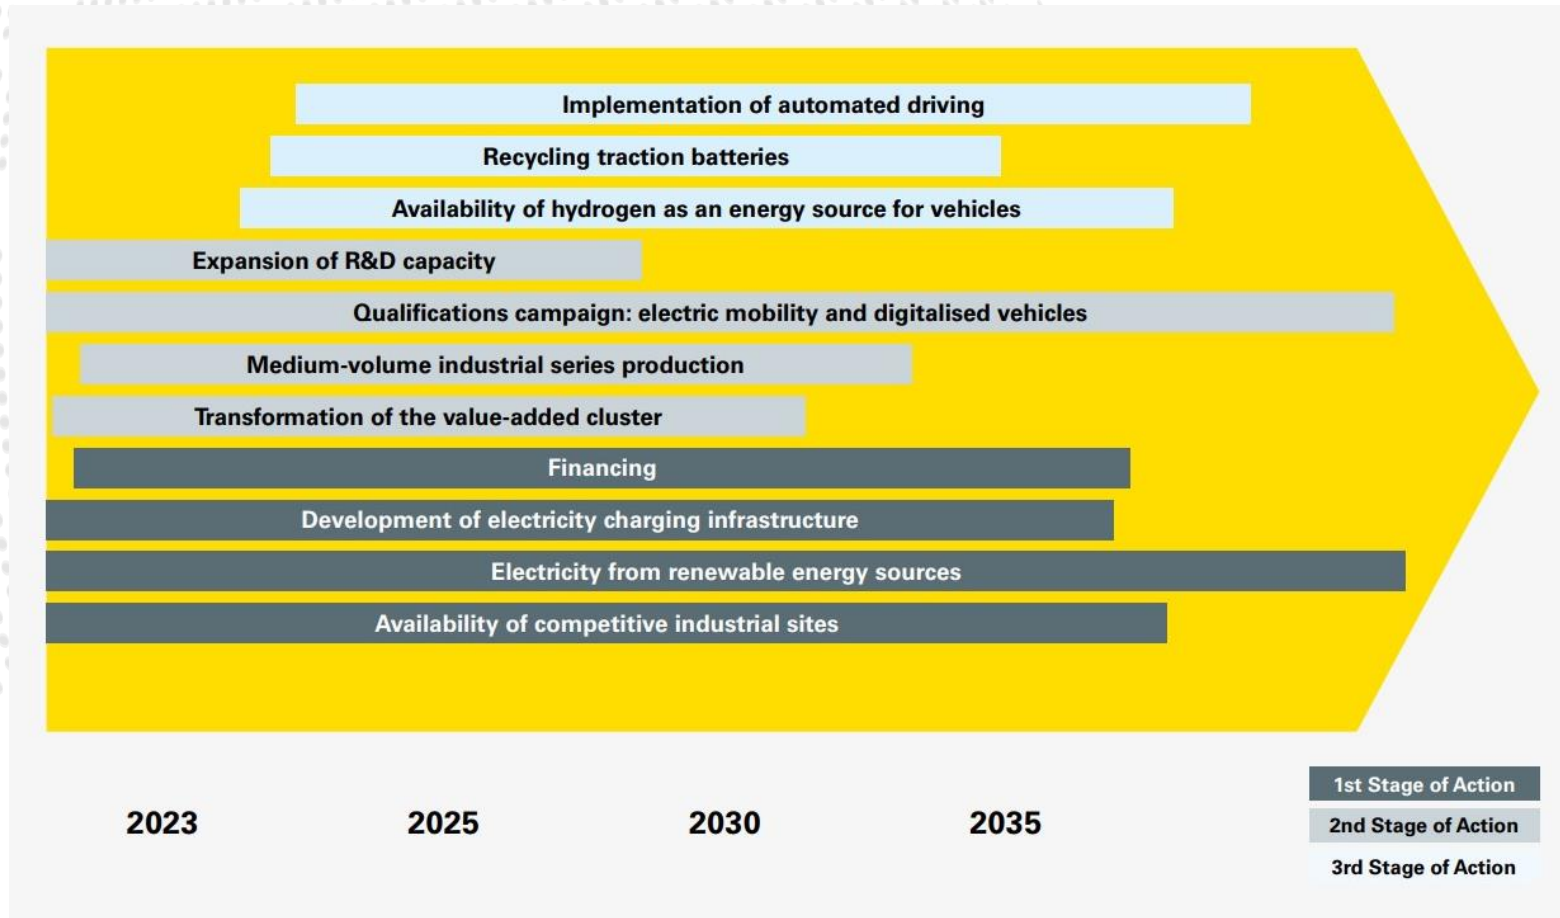 Implementation of automated driving
Recycling traction batteries
Availability of hydrogen as an energy source for vehicles
Expansion of R&D capacity
Qualifications campaign: electric mobility and digitalised vehicles
Medium-volume industrial series production
Transformation of the value-added cluster
Financing
Development of electricity charging infrastructure
Electricity from renewable energy sources
Availability of competitive industrial sites
2023 2025 2030 2035
1st Stage of Action
2nd Stage of Action
3rd Stage of Action